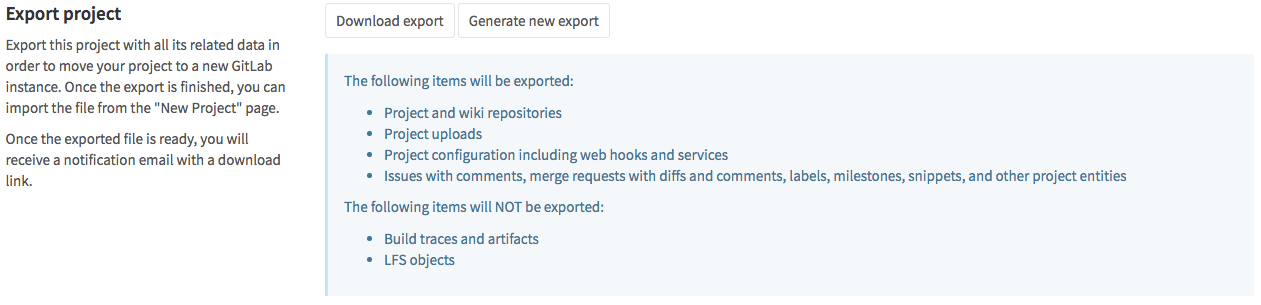 Export project
Export this project with all its related data in
order to move your project to a new GitLab
instance. Once the export is finished, you can
import the file from the "New Project" page.
Once the exported file is ready, you will
receive a notification email with a download
link.
Download export
Generate new export
The following items will be exported:
• Project and wiki repositories
• Project uploads
• Project configuration including web hooks and services
• Issues with comments, merge requests with diffs and comments, labels, milestones, snippets, and other project entities
The following items will NOT be exported:
• Build traces and artifacts
• LFS objects